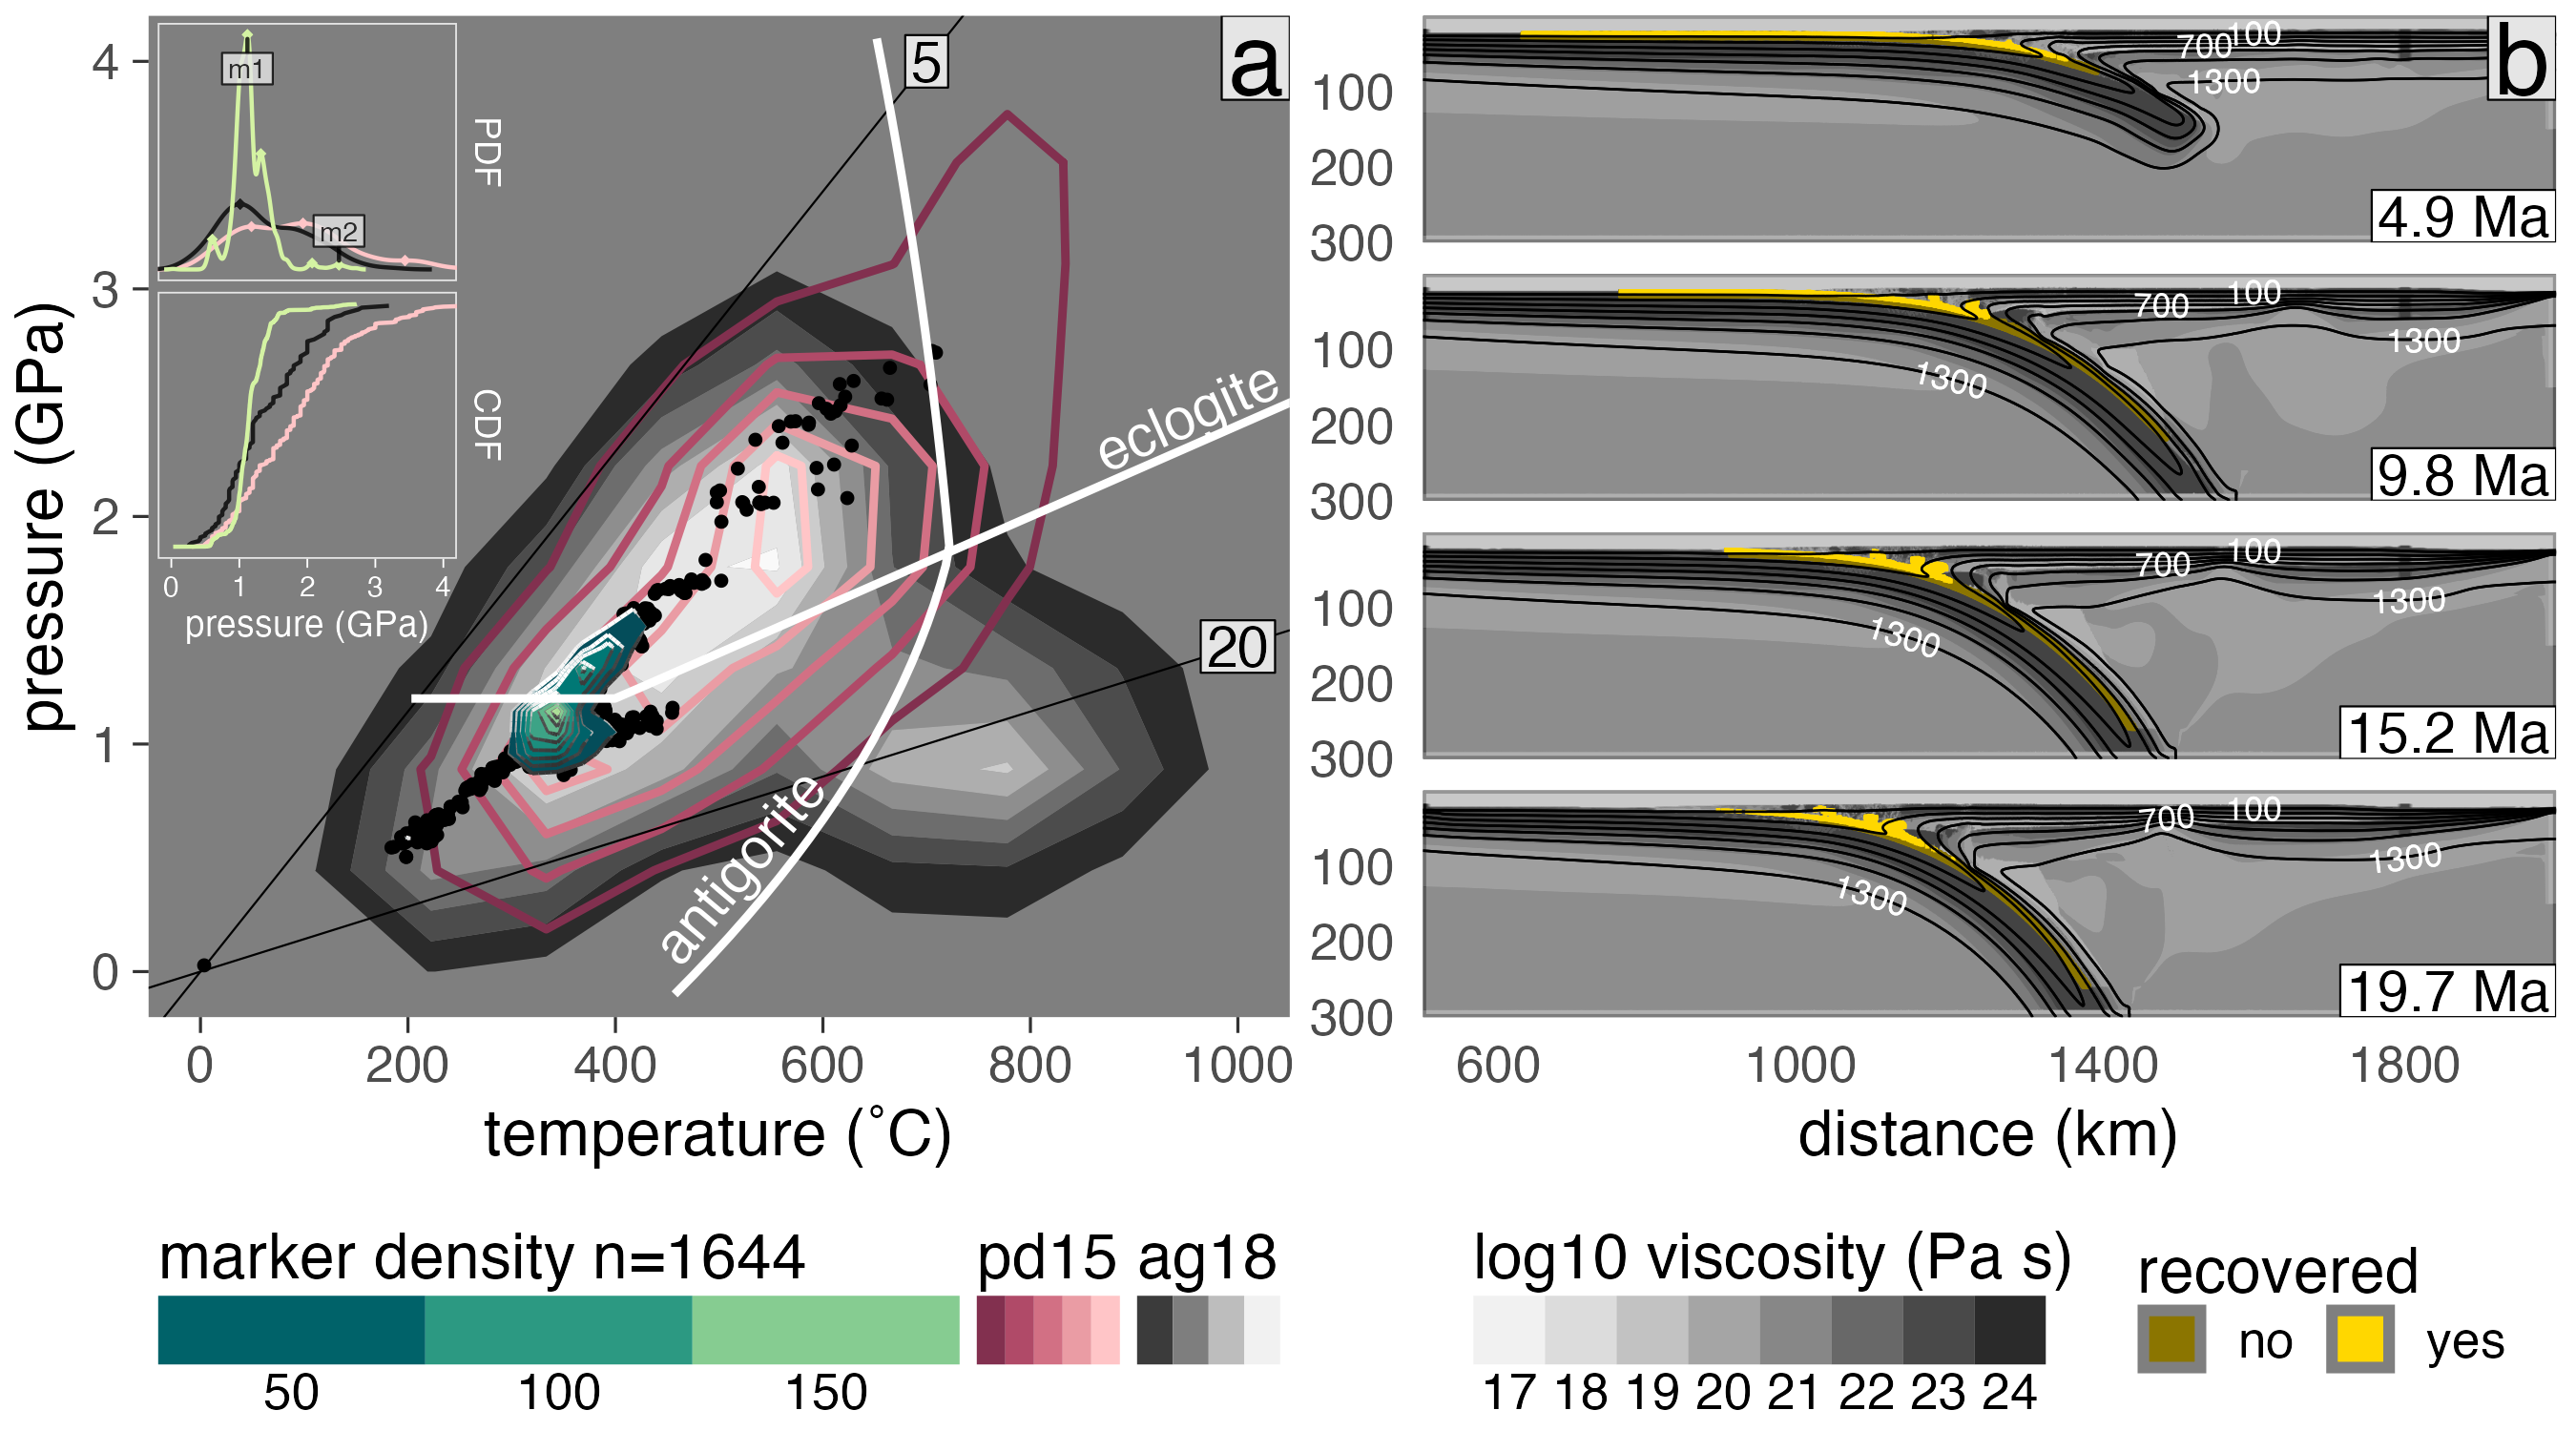 a
5
20
eclogite
antigorite
m1
m2
PDF
CDF
0 1 2 3 4
pressure (GPa)
4
3
2
1
0
pressure (GPa)
0 200 400 600 800 1000
temperature (˚C)
b
700
100
1300
100
200
300
4.9 Ma
700
100
1300
1300
100
200
300
9.8 Ma
700
100
1300
1300
100
200
300
15.2 Ma
700
100
1300
1300
100
200
300
19.7 Ma
600 1000 1400 1800
distance (km)
marker density n=1644
50 100 150
pd15 ag18
log10 viscosity (Pa s)
17 18 19 20 21 22 23 24
recovered
no yes